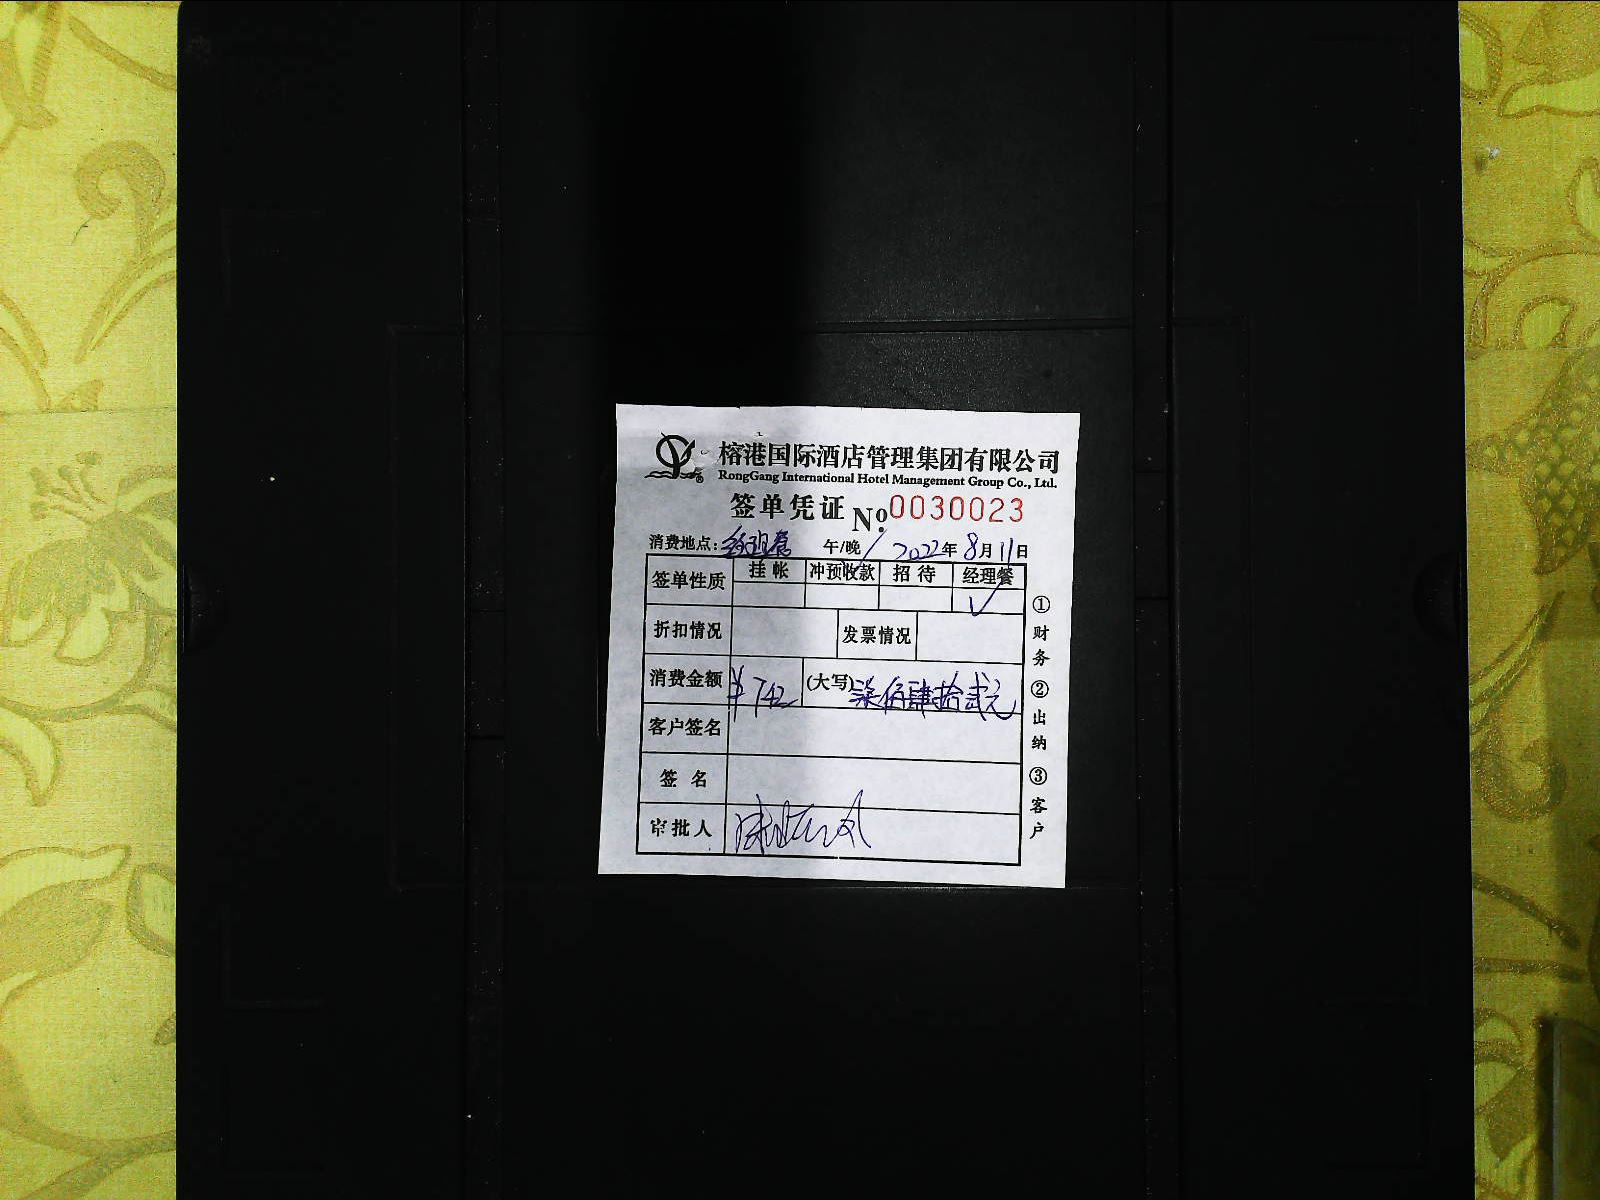 榕港国际酒店管理集团有限公司
RongGang International Hotel Management Group Co., Ltd.
签单凭证 № 0030023
消费地点: 午/晚 2022年8月11日
签单性质 挂帐 冲预收款 招待 经理餐
✓
折扣情况 发票情况
消费金额 ¥742 (大写) 柒佰肆拾贰元
客户签名
签名
审批人
①财务 ②出纳 ③客户